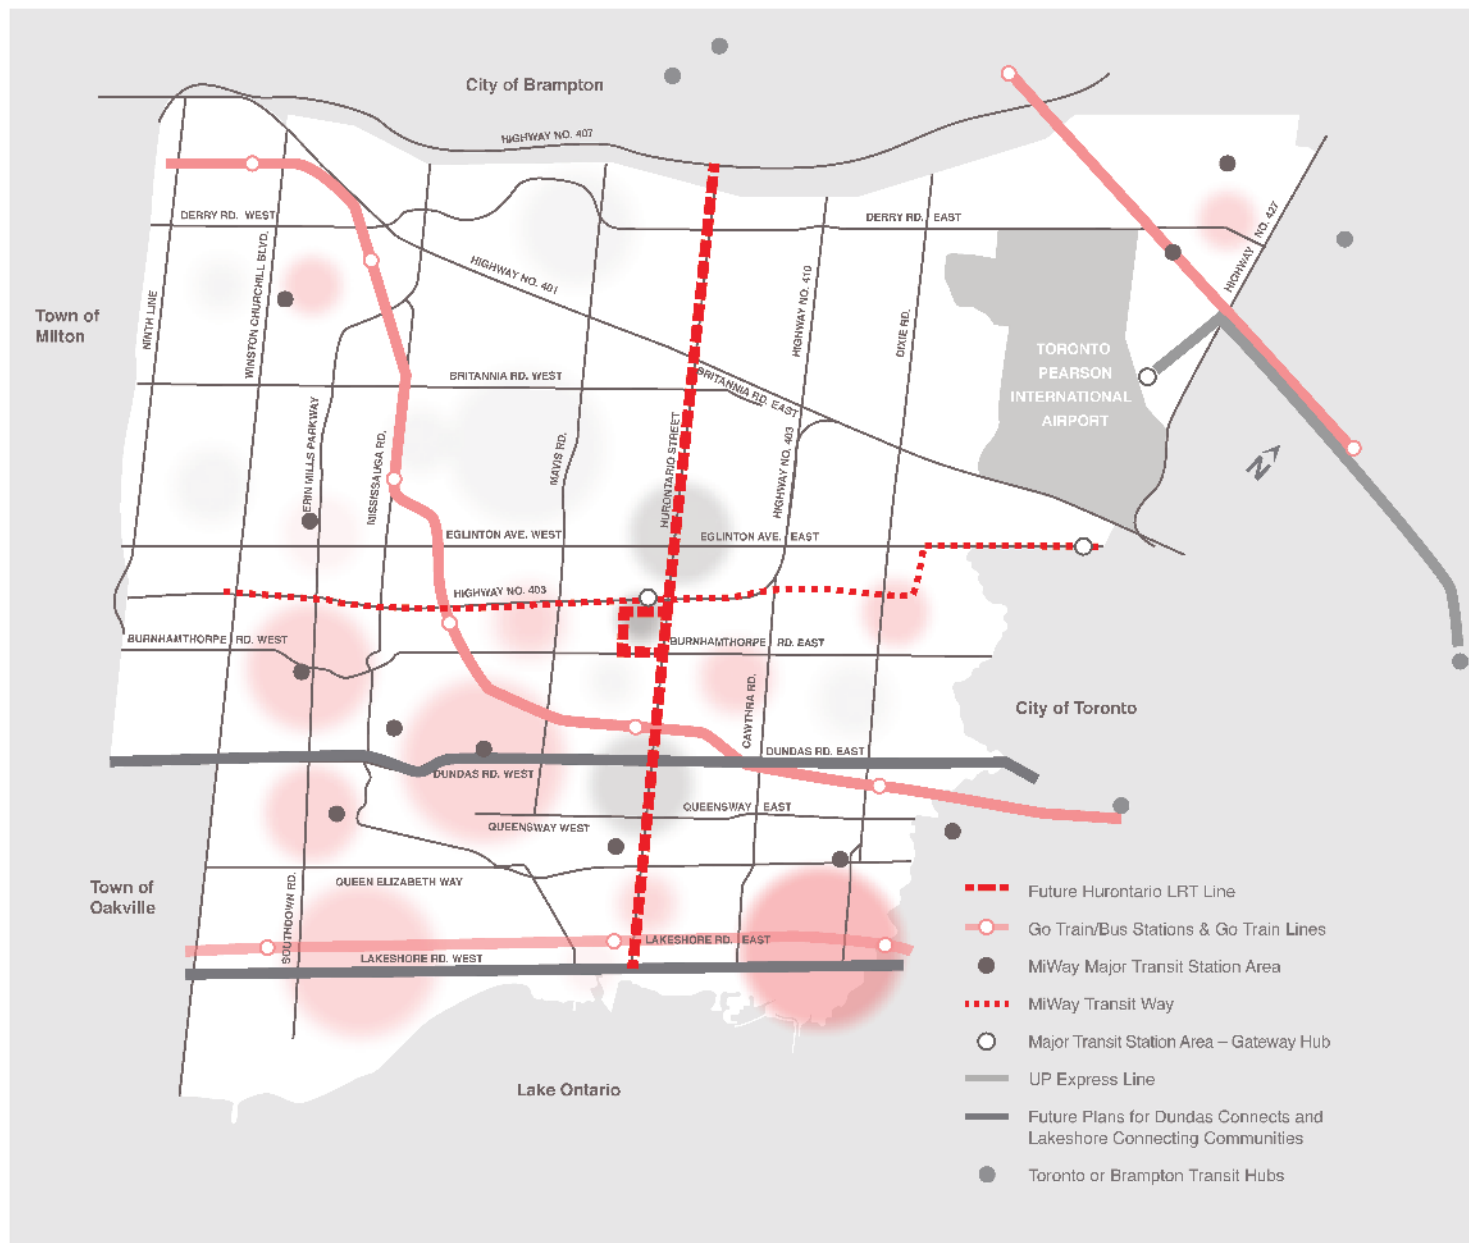 City of Brampton
HIGHWAY NO. 407
DERRY RD. WEST
DERRY RD. EAST
HIGHWAY NO. 427
HIGHWAY NO. 401
WINSTON CHURCHILL BLVD.
NINTH LINE
HIGHWAY NO. 410
DIXIE RD.
Town of
Milton
TORONTO
PEARSON
INTERNATIONAL
AIRPORT
BRITANNIA RD. WEST
BRITANNIA RD. EAST
ERIN MILLS PARKWAY
MISSISSAUGA RD.
MAVIS RD.
HURONTARIO STREET
HIGHWAY NO. 403
N
EGLINTON AVE. WEST
EGLINTON AVE. EAST
HIGHWAY NO. 403
BURNHAMTHORPE RD. WEST
BURNHAMTHORPE RD. EAST
CAWTHRA RD.
City of Toronto
DUNDAS RD. EAST
DUNDAS RD. WEST
QUEENSWAY EAST
QUEENSWAY WEST
Town of
Oakville
QUEEN ELIZABETH WAY
SOUTHDOWN RD.
LAKESHORE RD. EAST
LAKESHORE RD. WEST
Lake Ontario
Future Hurontario LRT Line
Go Train/Bus Stations & Go Train Lines
MiWay Major Transit Station Area
MiWay Transit Way
Major Transit Station Area – Gateway Hub
UP Express Line
Future Plans for Dundas Connects and
Lakeshore Connecting Communities
Toronto or Brampton Transit Hubs